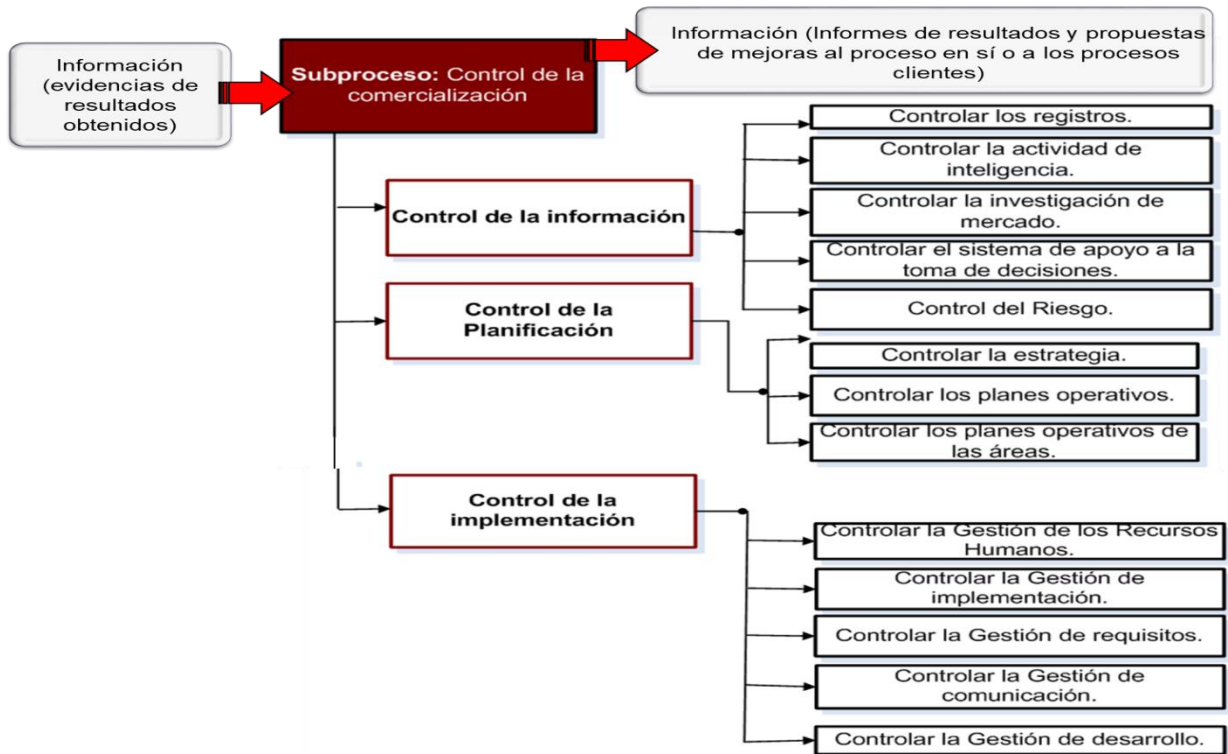 Información
(evidencias de
resultados
obtenidos)
Subproceso: Control de la
comercialización
Información (Informes de resultados y propuestas
de mejoras al proceso en sí o a los procesos
clientes)
Control de la información
Controlar los registros.
Controlar la actividad de
inteligencia.
Controlar la investigación de
mercado.
Controlar el sistema de apoyo a la
toma de decisiones.
Control del Riesgo.
Control de la
Planificación
Controlar la estrategia.
Controlar los planes operativos.
Controlar los planes operativos de
las áreas.
Control de la
implementación
Controlar la Gestión de los Recursos
Humanos.
Controlar la Gestión de
implementación.
Controlar la Gestión de requisitos.
Controlar la Gestión de
comunicación.
Controlar la Gestión de desarrollo.